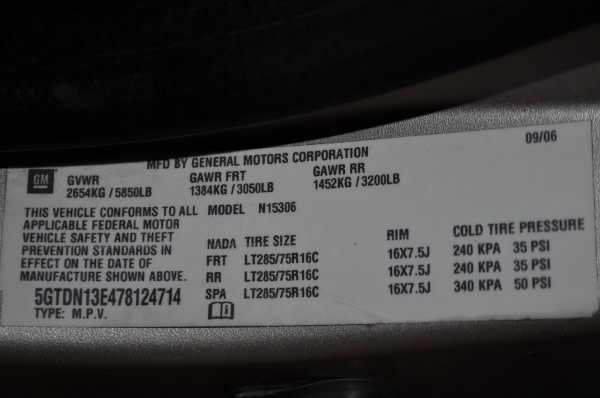 09/06
MFD BY GENERAL MOTORS CORPORATION
GM GVWR GAWR FRT GAWR RR
2654KG / 5850LB 1384KG / 3050LB 1452KG / 3200LB
THIS VEHICLE CONFORMS TO ALL
APPLICABLE FEDERAL MOTOR
VEHICLE SAFETY AND THEFT
PREVENTION STANDARDS IN
EFFECT ON THE DATE OF
MANUFACTURE SHOWN ABOVE.
5GTDN13E478124714
TYPE: M.P.V.
MODEL N15306
NADA TIRE SIZE RIM COLD TIRE PRESSURE
FRT LT285/75R16C 16X7.5J 240 KPA 35 PSI
RR LT285/75R16C 16X7.5J 240 KPA 35 PSI
SPA LT285/75R16C 16X7.5J 340 KPA 50 PSI